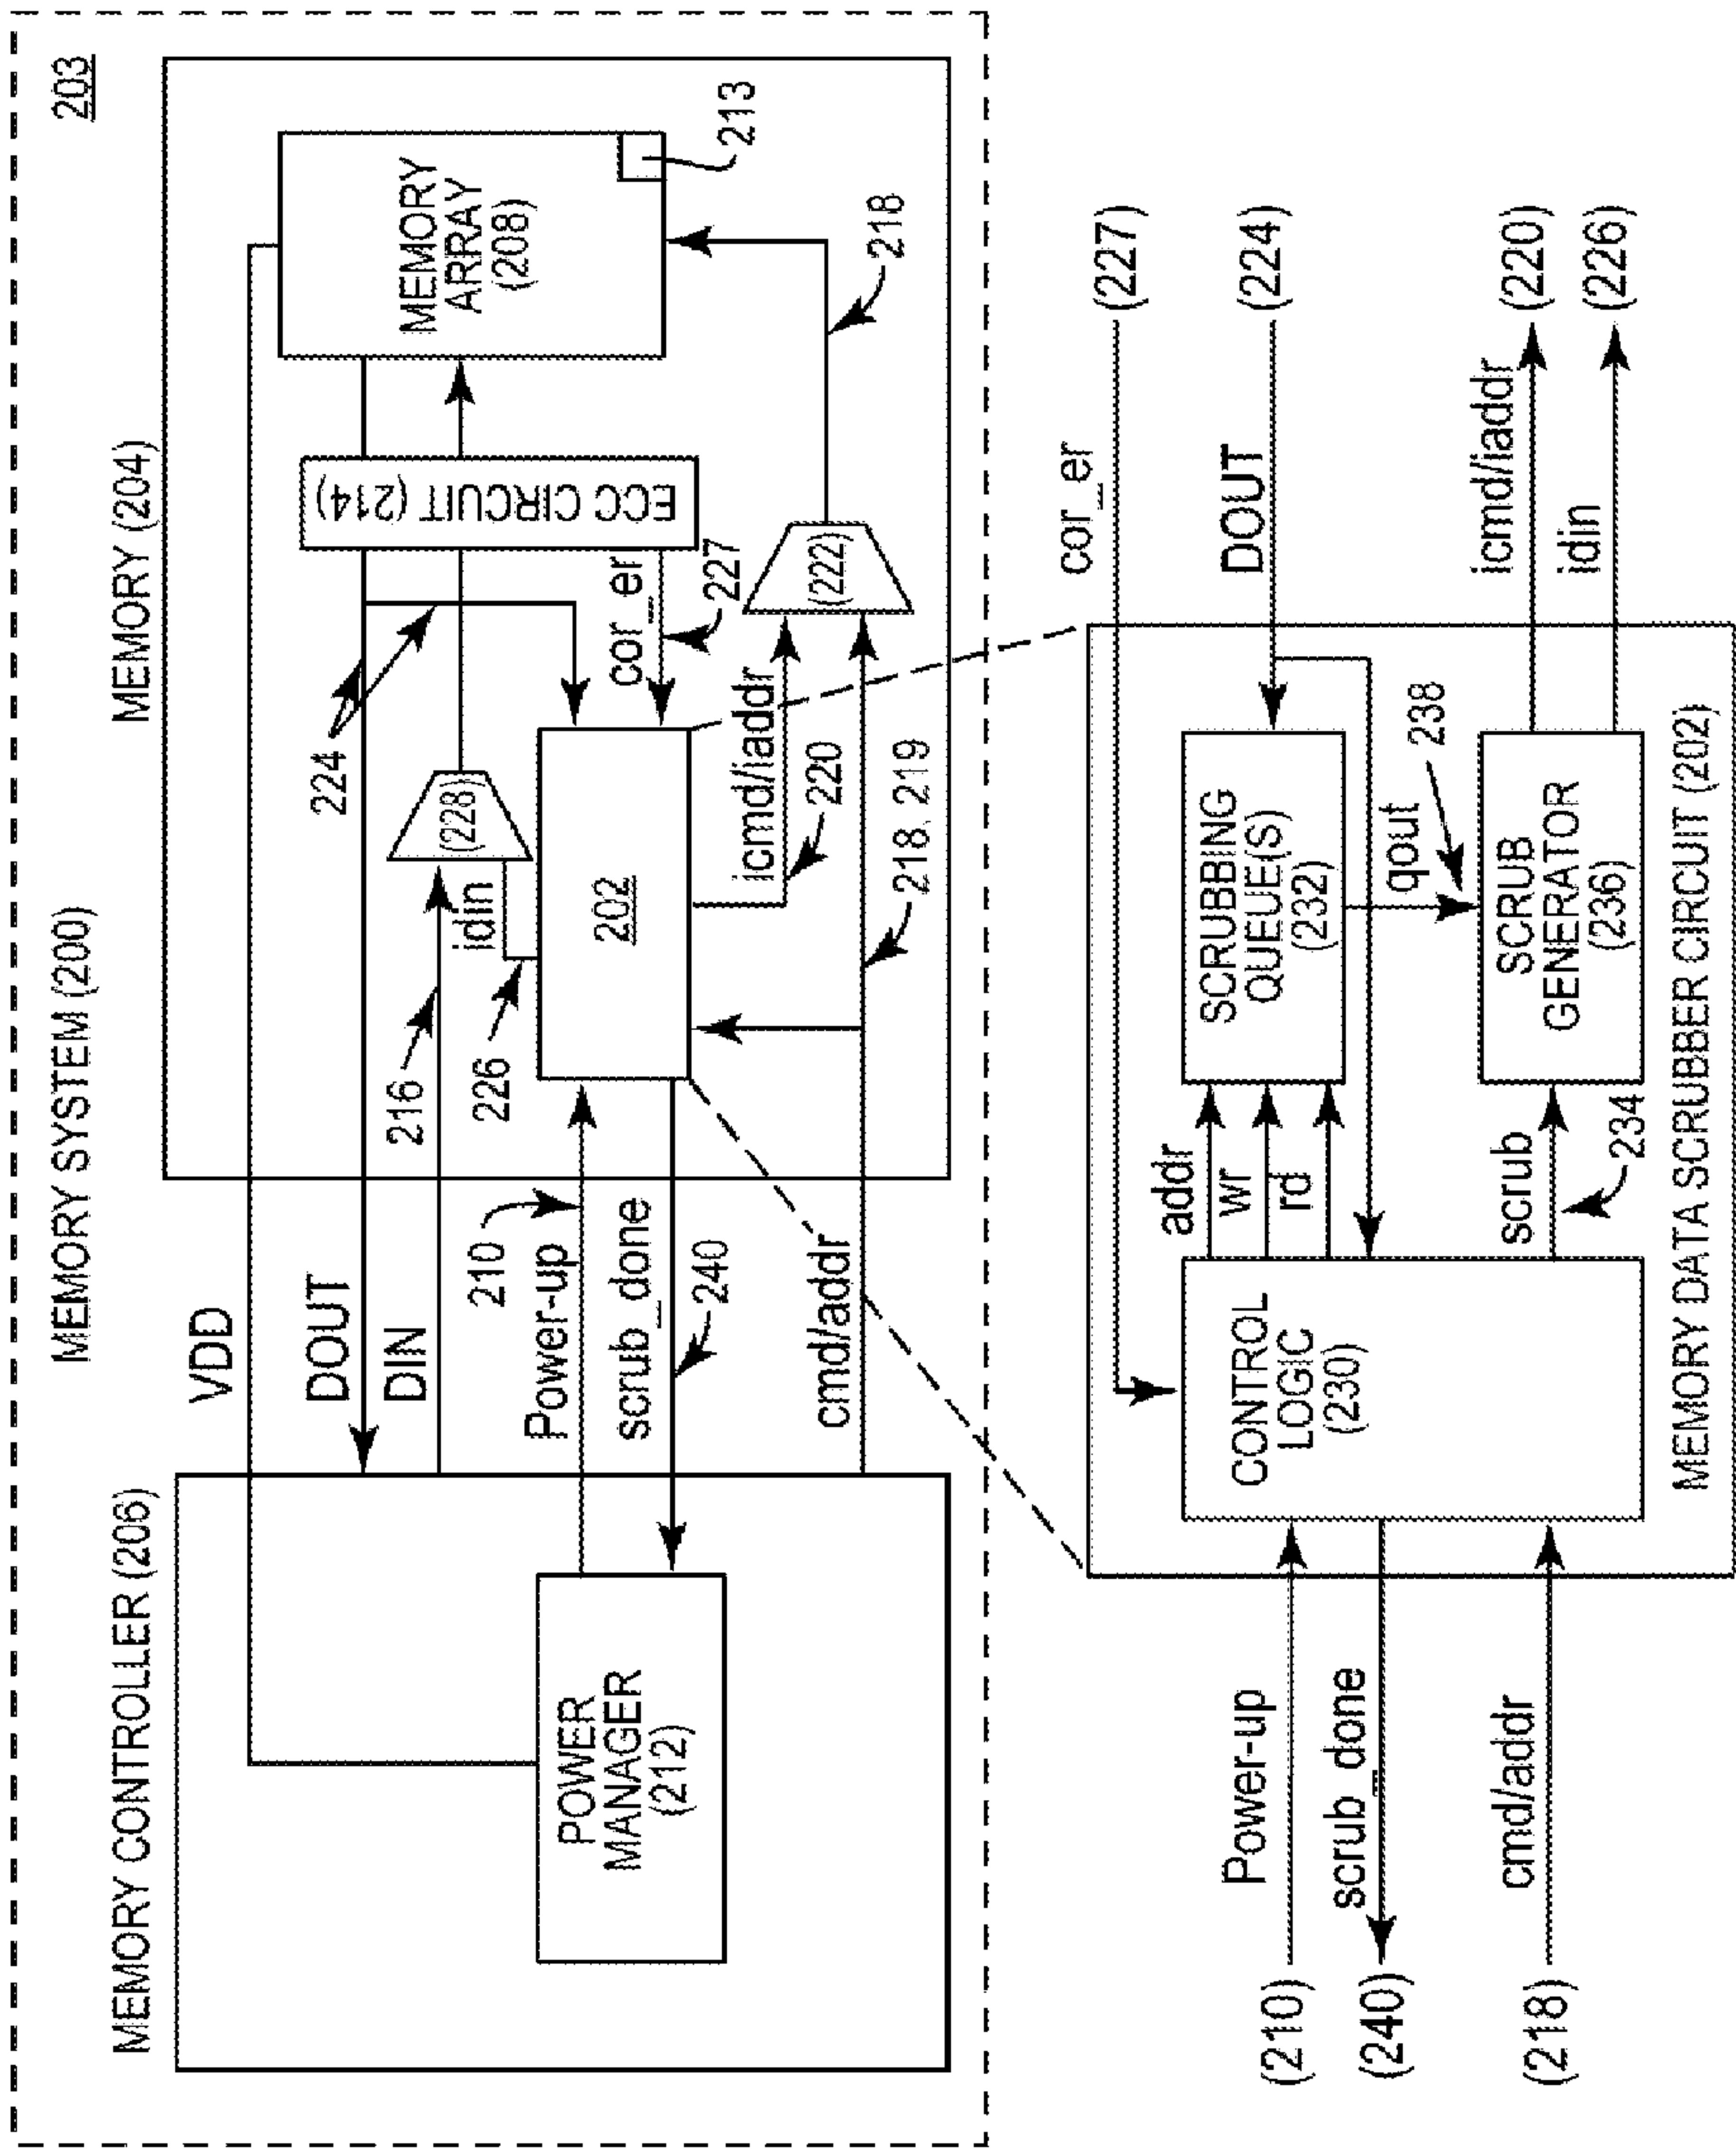 MEMORY SYSTEM (200)
203
MEMORY CONTROLLER (206)
MEMORY (204)
VDD
DOUT
DIN
216
224
POWER
MANAGER
(212)
Power-up
210
scrub_done
240
cmd/addr
idin
226
(228)
202
ECC CIRCUIT (214)
cor_er
227
icmd/iaddr
220
218, 219
(222)
MEMORY
ARRAY
(208)
213
218
cor_er
(227)
DOUT
(224)
(210)
Power-up
(240)
scrub_done
(218)
cmd/addr
CONTROL
LOGIC
(230)
addr
wr
rd
scrub
234
SCRUBBING
QUEUE(S)
(232)
qout
238
SCRUB
GENERATOR
(236)
icmd/iaddr
(220)
idin
(226)
MEMORY DATA SCRUBBER CIRCUIT (202)